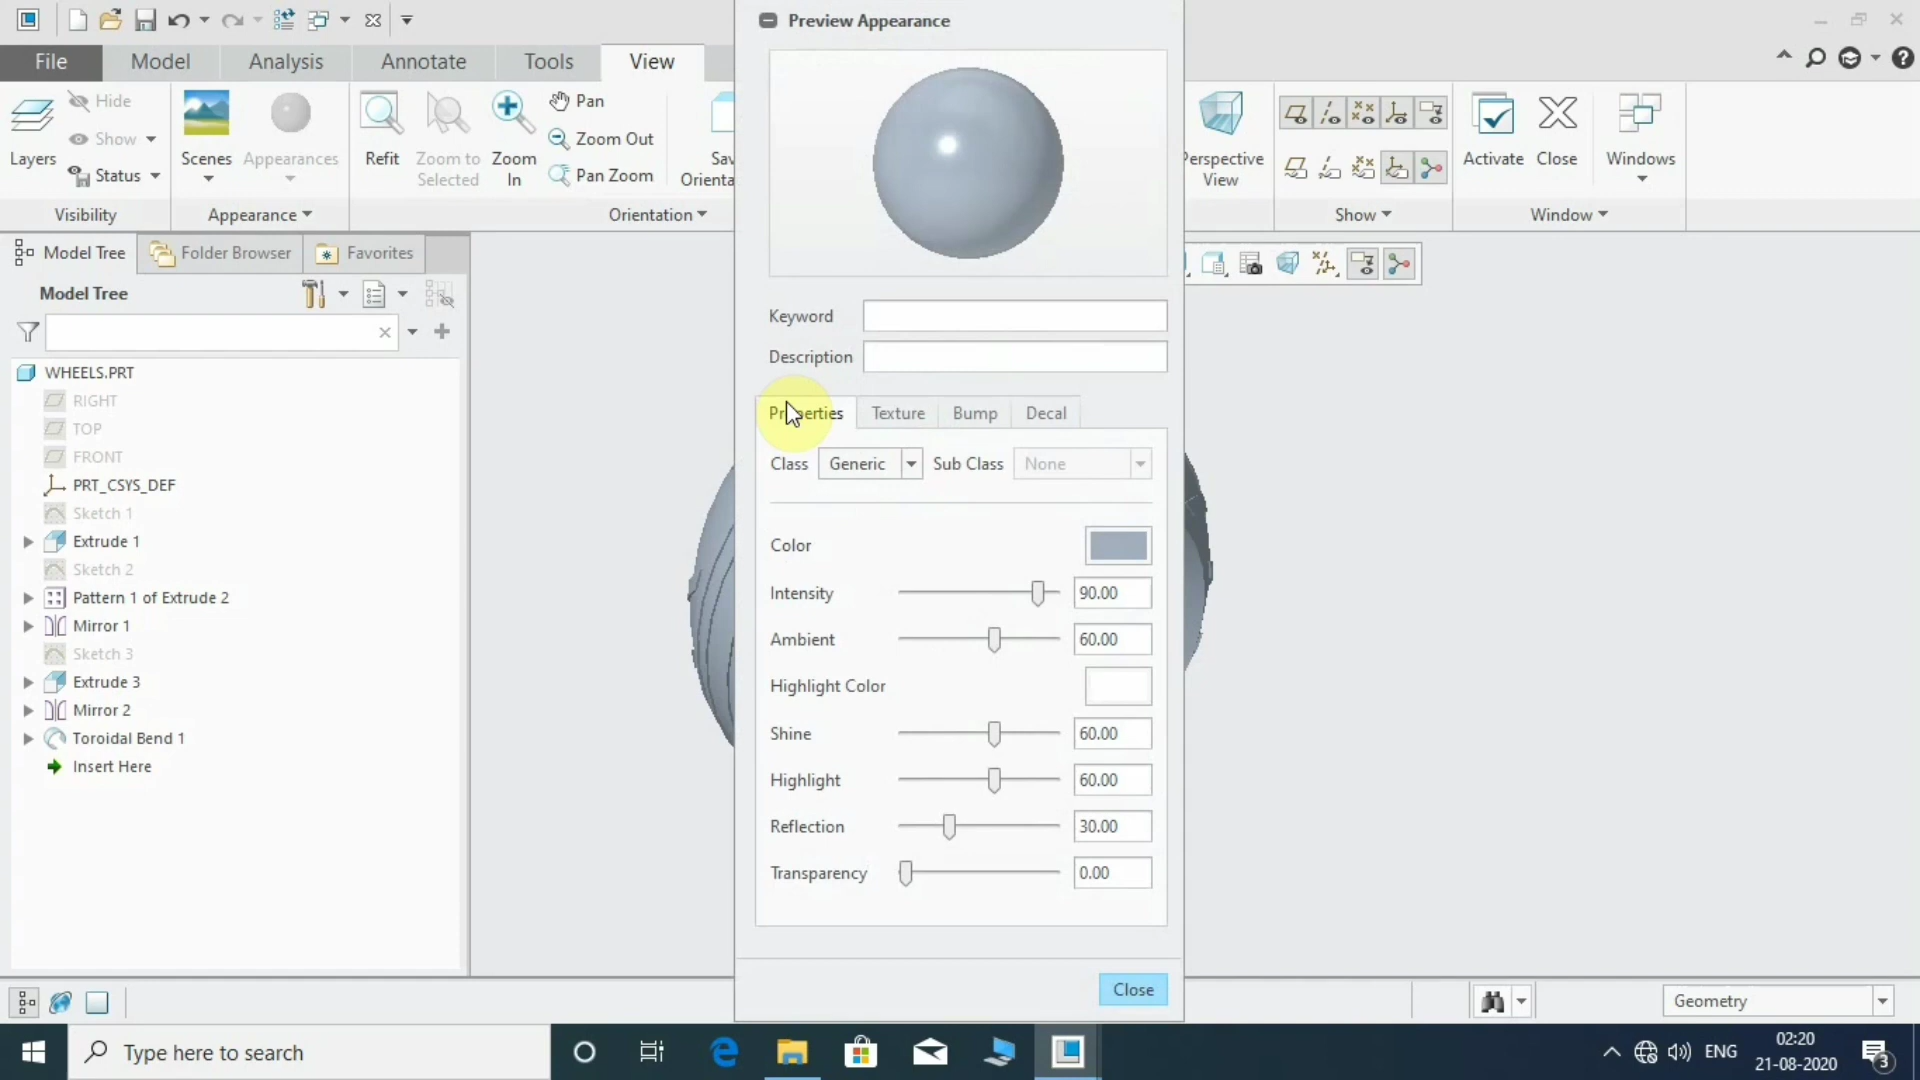 Preview Appearance
File Model Analysis Annotate Tools View
Hide
Show
Status
Layers
Scenes
Appearances
Refit
Zoom to
Selected
Zoom
In
Pan
Zoom Out
Pan Zoom
Perspective
View
Activate Close Windows
Visibility Appearance Orientation Show Window
Model Tree Folder Browser Favorites
Model Tree
WHEELS.PRT
RIGHT
TOP
FRONT
PRT_CSYS_DEF
Sketch 1
Extrude 1
Sketch 2
Pattern 1 of Extrude 2
Mirror 1
Sketch 3
Extrude 3
Mirror 2
Toroidal Bend 1
Insert Here
Keyword
Description
Properties Texture Bump Decal
Class Generic Sub Class None
Color
Intensity 90.00
Ambient 60.00
Highlight Color
Shine 60.00
Highlight 60.00
Reflection 30.00
Transparency 0.00
Close
Geometry
Type here to search
ENG
02:20
21-08-2020
3